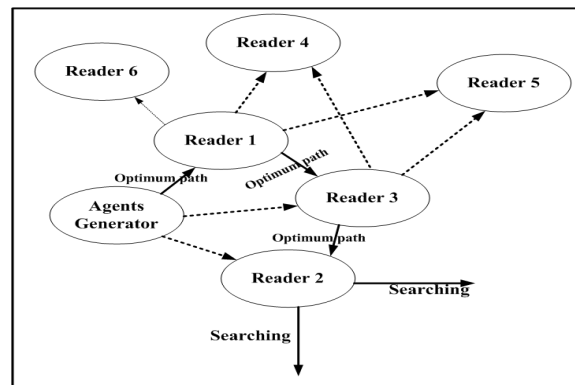 Reader 4
Reader 6
Reader 5
Reader 1
Optimum path
Optimum path
Reader 3
Agents
Generator
Optimum path
Reader 2
Searching
Searching